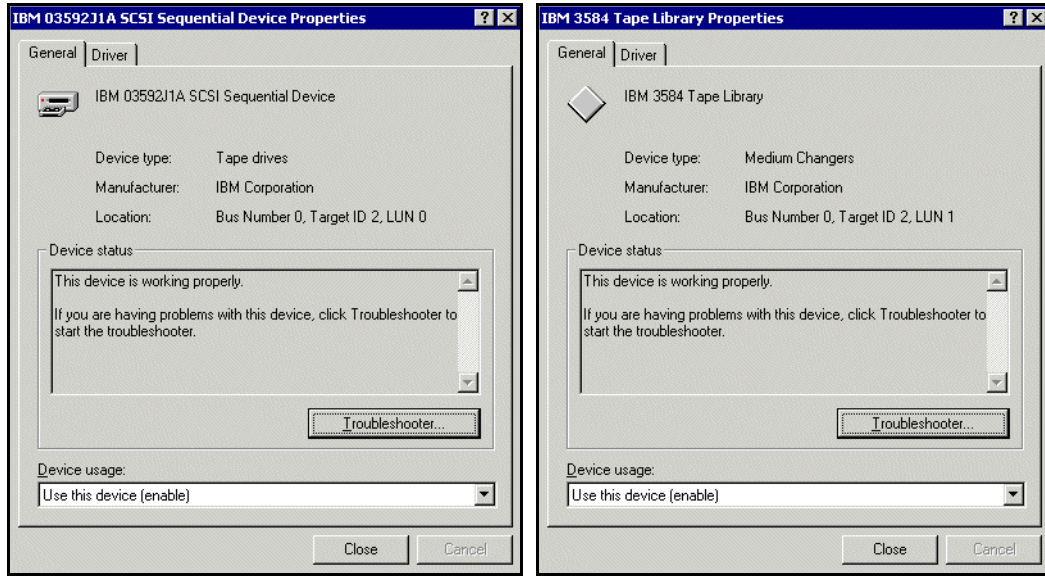 IBM 03592J1A SCSI Sequential Device Properties
General Driver
IBM 03592J1A SCSI Sequential Device
Device type: Tape drives
Manufacturer: IBM Corporation
Location: Bus Number 0, Target ID 2, LUN 0
Device status
This device is working properly.
If you are having problems with this device, click Troubleshooter to
start the troubleshooter.
Troubleshooter...
Device usage:
Use this device (enable)
Close Cancel
IBM 3584 Tape Library Properties
General Driver
IBM 3584 Tape Library
Device type: Medium Changers
Manufacturer: IBM Corporation
Location: Bus Number 0, Target ID 2, LUN 1
Device status
This device is working properly.
If you are having problems with this device, click Troubleshooter to
start the troubleshooter.
Troubleshooter...
Device usage:
Use this device (enable)
Close Cancel